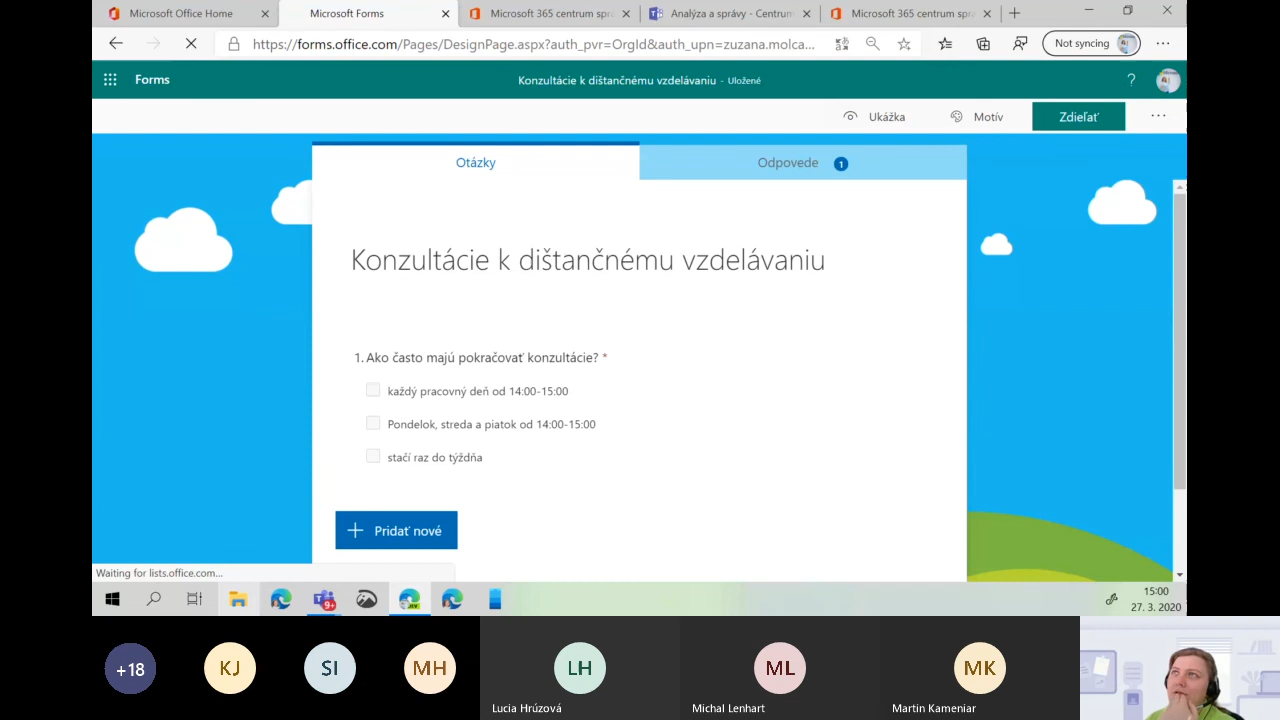 Microsoft Office Home
Microsoft Forms
Microsoft 365 centrum spr
Analýza a správy - Centrum
Microsoft 365 centrum spr
https://forms.office.com/Pages/DesignPage.aspx?auth_pvr=OrgId&auth_upn=zuzana.molca...
Not syncing
Forms
Konzultácie k dištančnému vzdelávaniu - Uložené
?
Ukážka
Motív
Zdieľať
Otázky
Odpovede 1
Konzultácie k dištančnému vzdelávaniu
1. Ako často majú pokračovať konzultácie? *
každý pracovný deň od 14:00-15:00
Pondelok, streda a piatok od 14:00-15:00
stačí raz do týždňa
Pridať nové
Waiting for lists.office.com...
9+
15:00
27. 3. 2020
+18
KJ
SI
MH
LH
ML
MK
Lucia Hrúzová
Michal Lenhart
Martin Kameniar